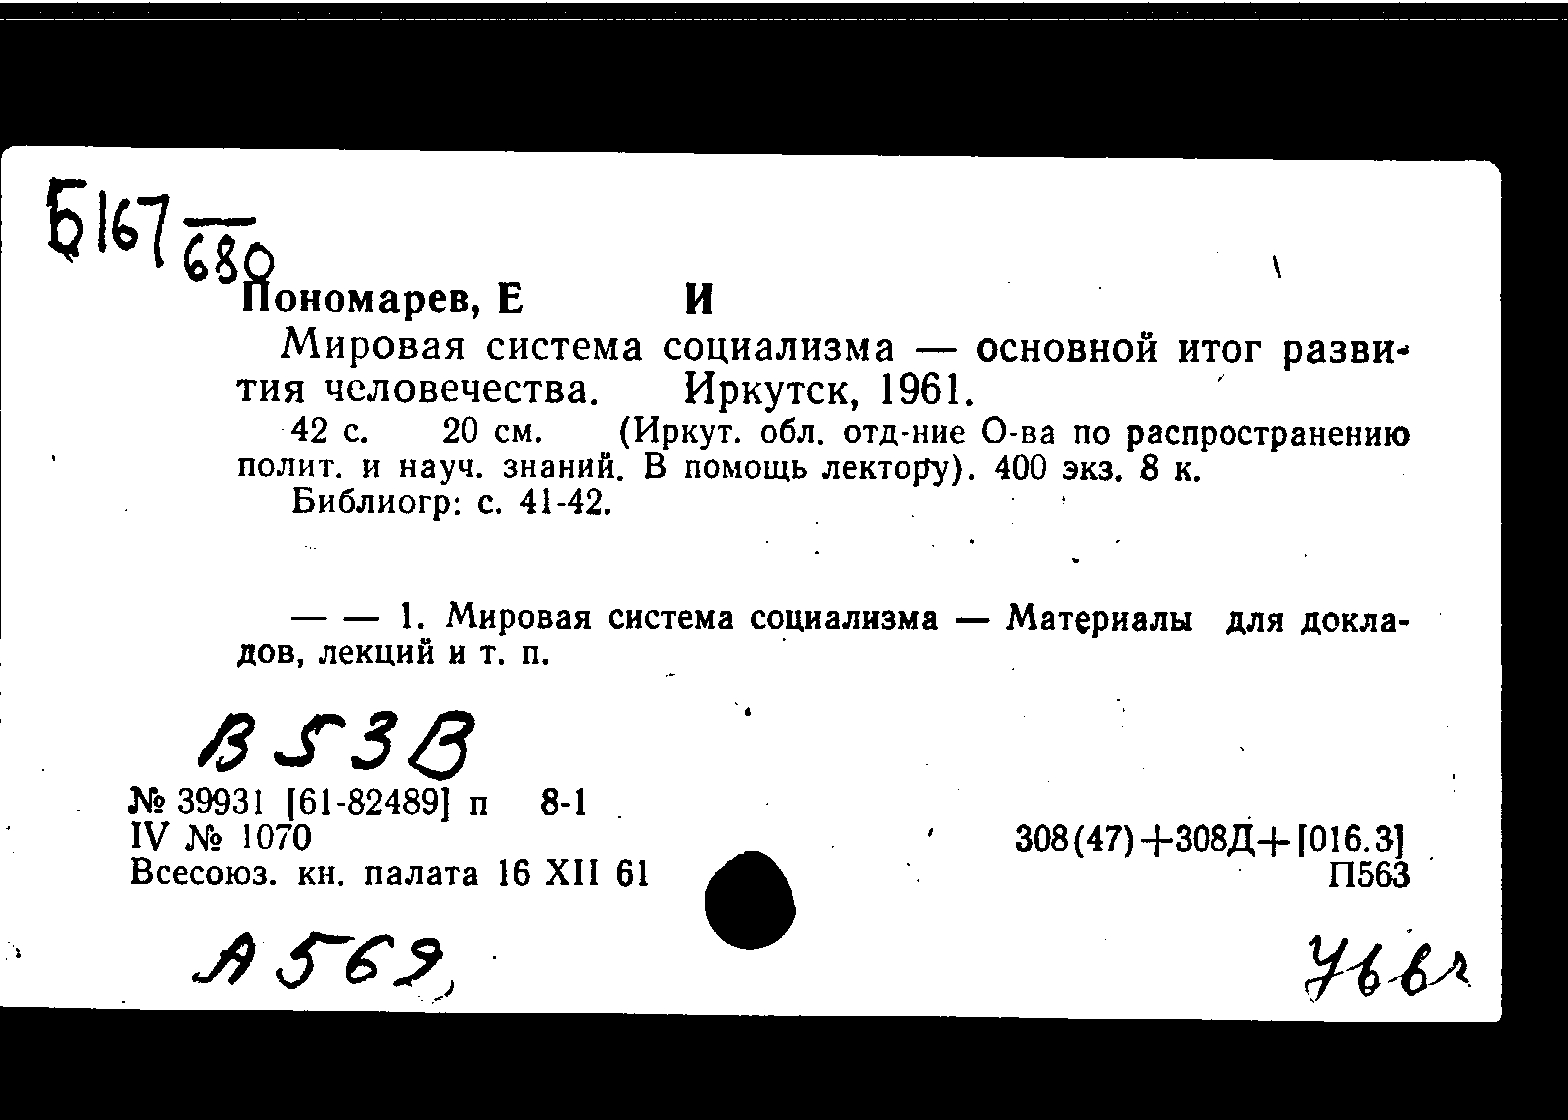 Б167
680
Пономарев, Е И
Мировая система социализма — основной итог разви-
тия человечества. Иркутск, 1961.
42 с. 20 см. (Иркут. обл. отд-ние О-ва по распространению
полит. и науч. знаний. В помощь лектору). 400 экз. 8 к.
Библиогр: с. 41-42.
— — 1. Мировая система социализма — Материалы для докла-
дов, лекций и т. п.
В53В
№ 39931 [61-82489] п 8-1
IV № 1070
308(47)+308Д+[016.3]
Всесоюз. кн. палата 16 XII 61
П563
А569,